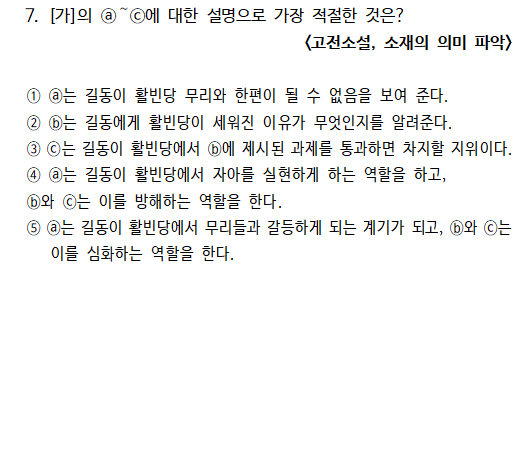 7. [가]의 ⓐ~ⓒ에 대한 설명으로 가장 적절한 것은?
<고전소설, 소재의 의미 파악>
① ⓐ는 길동이 활빈당 무리와 한편이 될 수 없음을 보여 준다.
② ⓑ는 길동에게 활빈당이 세워진 이유가 무엇인지를 알려준다.
③ ⓒ는 길동이 활빈당에서 ⓑ에 제시된 과제를 통과하면 차지할 지위이다.
④ ⓐ는 길동이 활빈당에서 자아를 실현하게 하는 역할을 하고,
ⓑ와 ⓒ는 이를 방해하는 역할을 한다.
⑤ ⓐ는 길동이 활빈당에서 무리들과 갈등하게 되는 계기가 되고, ⓑ와 ⓒ는
이를 심화하는 역할을 한다.